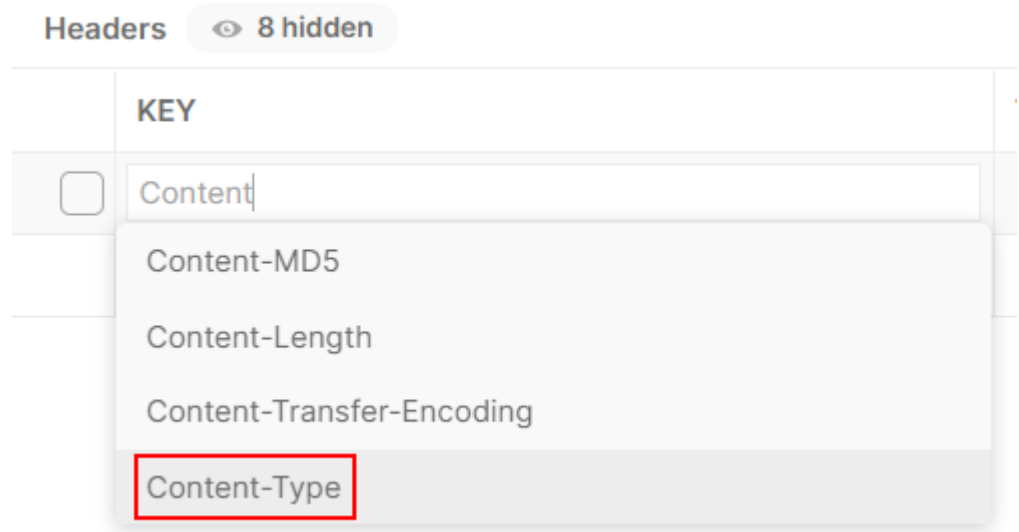 Headers 8 hidden
KEY
Content
Content-MD5
Content-Length
Content-Transfer-Encoding
Content-Type